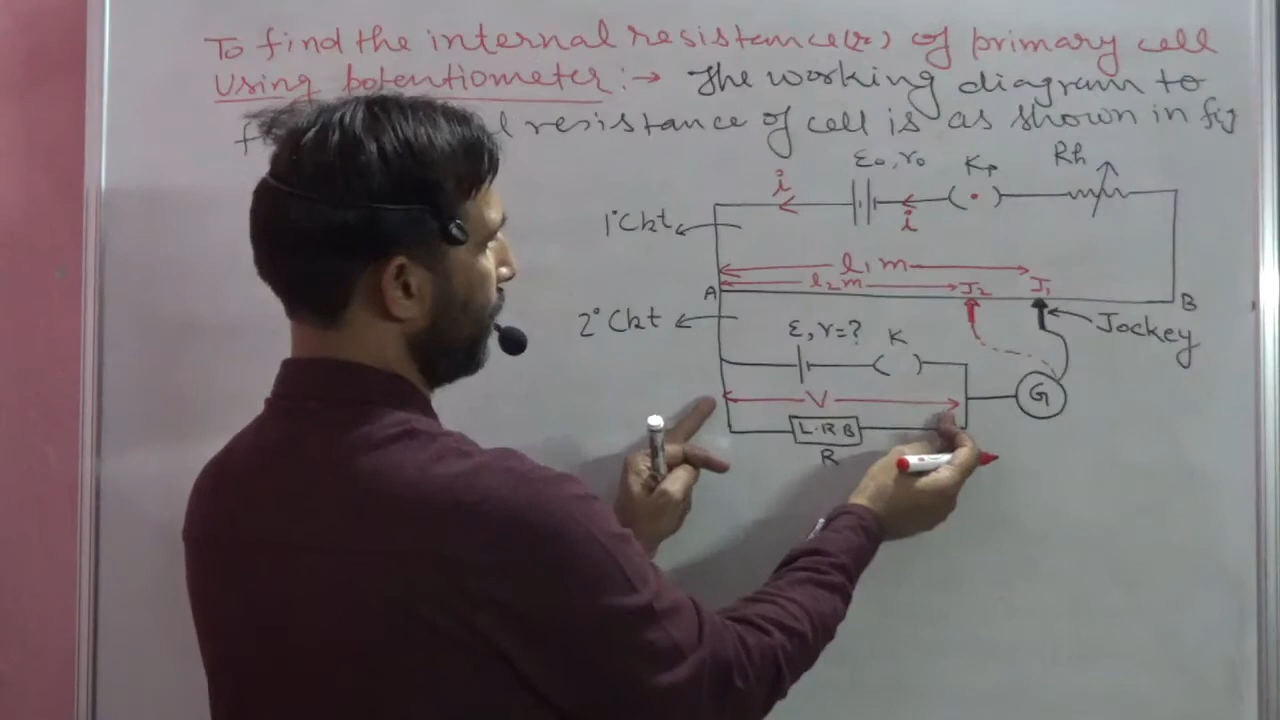 To find the internal resistance(r) of primary cell
using potentiometer :→ The working diagram to
resistance of cell is as shown in fig
ε₀, r₀ Kₚ Rh
i
i
1° Ckt
l₁ m
l₂ m J₂ J₁
A B
2° Ckt
ε, r=? K Jockey
V G
L.R B
R